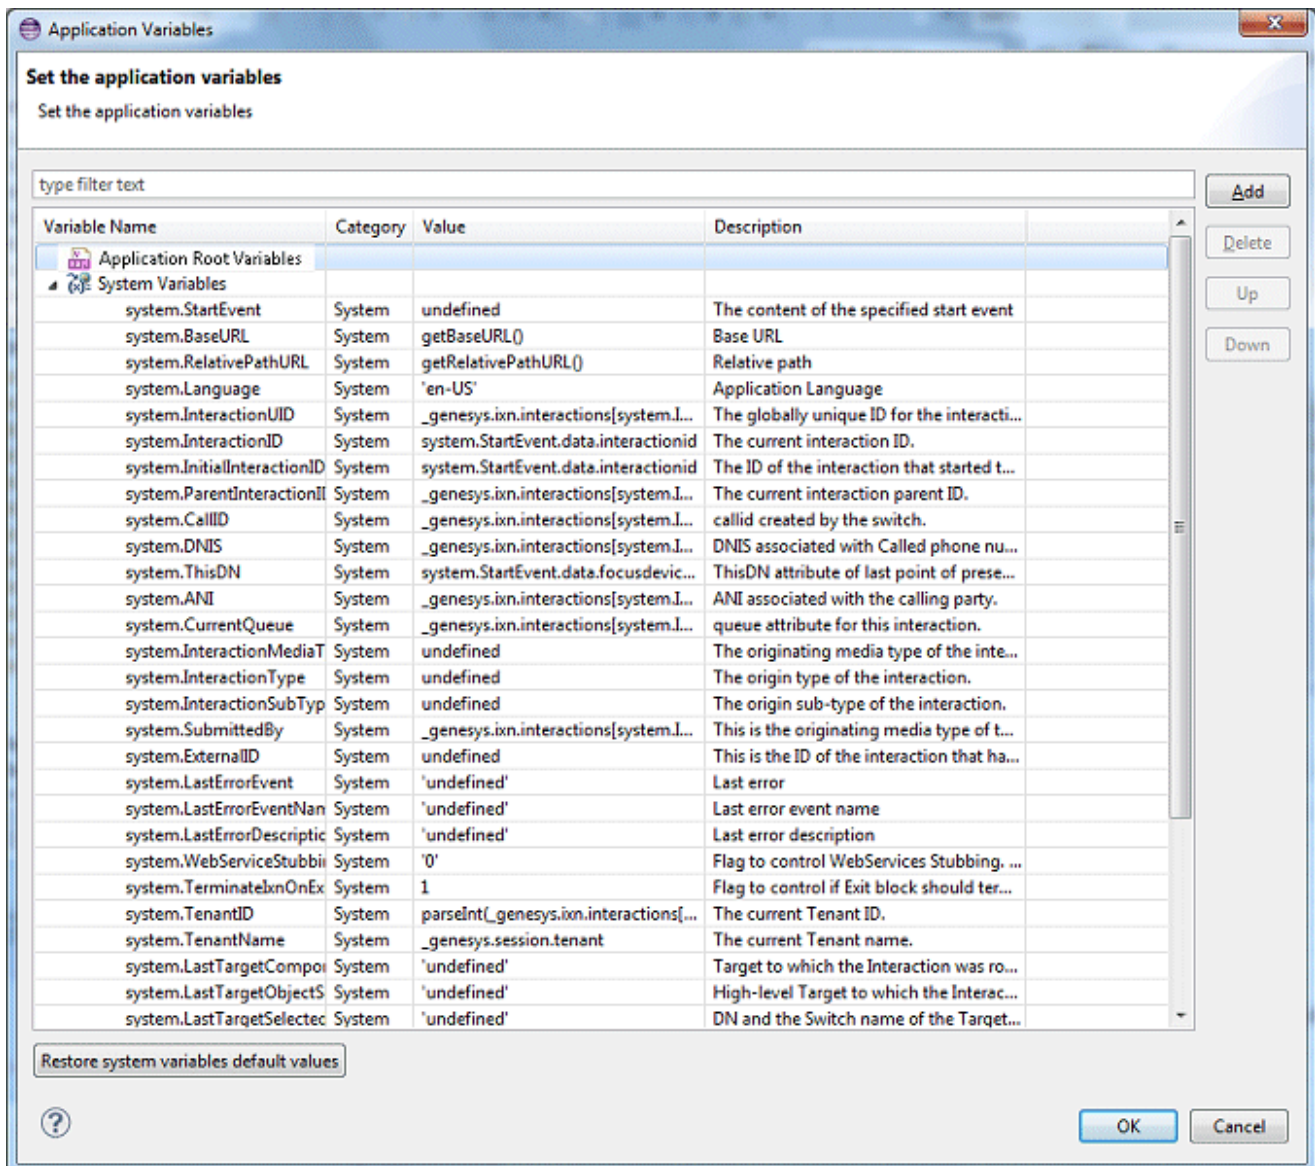 Application Variables
Set the application variables
Set the application variables
type filter text
Add
Variable Name Category Value Description
Delete
Application Root Variables
System Variables
Up
system.StartEvent System undefined The content of the specified start event
system.BaseURL System getBaseURL() Base URL
Down
system.RelativePathURL System getRelativePathURL() Relative path
system.Language System 'en-US' Application Language
system.InteractionUID System _genesys.ixn.interactions[system.I... The globally unique ID for the interacti...
system.InteractionID System system.StartEvent.data.interactionid The current interaction ID.
system.InitialInteractionID System system.StartEvent.data.interactionid The ID of the interaction that started t...
system.ParentInteractionI System _genesys.ixn.interactions[system.I... The current interaction parent ID.
system.CallID System _genesys.ixn.interactions[system.I... callid created by the switch.
system.DNIS System _genesys.ixn.interactions[system.I... DNIS associated with Called phone nu...
system.ThisDN System system.StartEvent.data.focusdevic... ThisDN attribute of last point of prese...
system.ANI System _genesys.ixn.interactions[system.I... ANI associated with the calling party.
system.CurrentQueue System _genesys.ixn.interactions[system.I... queue attribute for this interaction.
system.InteractionMediaT System undefined The originating media type of the inte...
system.InteractionType System undefined The origin type of the interaction.
system.InteractionSubTyp System undefined The origin sub-type of the interaction.
system.SubmittedBy System _genesys.ixn.interactions[system.I... This is the originating media type of t...
system.ExternalID System undefined This is the ID of the interaction that ha...
system.LastErrorEvent System 'undefined' Last error
system.LastErrorEventNan System 'undefined' Last error event name
system.LastErrorDescriptic System 'undefined' Last error description
system.WebServiceStubbi System '0' Flag to control WebServices Stubbing. ...
system.TerminateIxnOnEx System 1 Flag to control if Exit block should ter...
system.TenantID System parseInt(_genesys.ixn.interactions[... The current Tenant ID.
system.TenantName System _genesys.session.tenant The current Tenant name.
system.LastTargetCompo System 'undefined' Target to which the Interaction was ro...
system.LastTargetObjectS System 'undefined' High-level Target to which the Interac...
system.LastTargetSelected System 'undefined' DN and the Switch name of the Target...
Restore system variables default values
OK Cancel